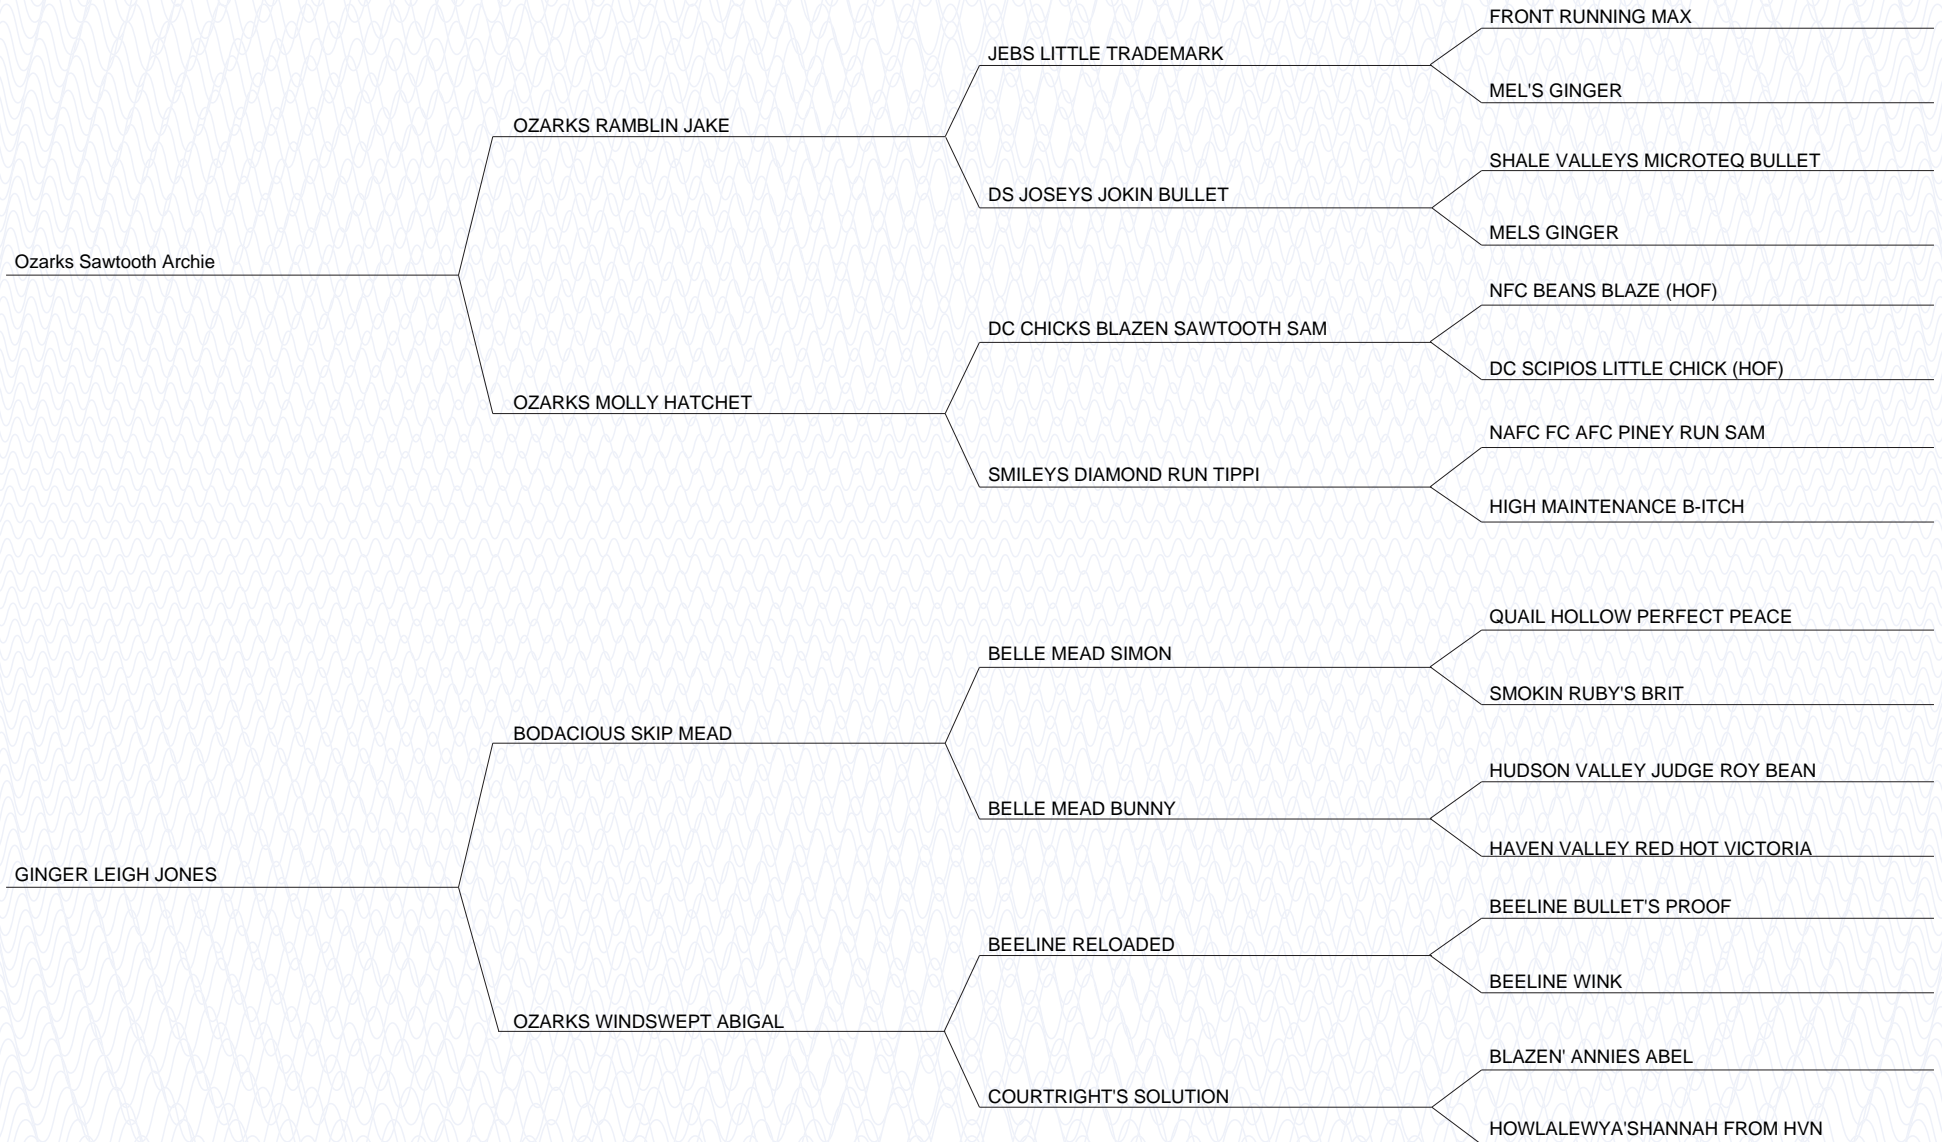 FRONT RUNNING MAX
JEBS LITTLE TRADEMARK
MEL'S GINGER
OZARKS RAMBLIN JAKE
SHALE VALLEYS MICROTEQ BULLET
DS JOSEYS JOKIN BULLET
MELS GINGER
Ozarks Sawtooth Archie
NFC BEANS BLAZE (HOF)
DC CHICKS BLAZEN SAWTOOTH SAM
DC SCIPIOS LITTLE CHICK (HOF)
OZARKS MOLLY HATCHET
NAFC FC AFC PINEY RUN SAM
SMILEYS DIAMOND RUN TIPPI
HIGH MAINTENANCE B-ITCH
QUAIL HOLLOW PERFECT PEACE
BELLE MEAD SIMON
SMOKIN RUBY'S BRIT
BODACIOUS SKIP MEAD
HUDSON VALLEY JUDGE ROY BEAN
BELLE MEAD BUNNY
HAVEN VALLEY RED HOT VICTORIA
GINGER LEIGH JONES
BEELINE BULLET'S PROOF
BEELINE RELOADED
BEELINE WINK
OZARKS WINDSWEPT ABIGAL
BLAZEN' ANNIES ABEL
COURTRIGHT'S SOLUTION
HOWLALEWYA'SHANNAH FROM HVN